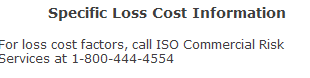 Specific Loss Cost Information
For loss cost factors, call ISO Commercial Risk
Services at 1-800-444-4554